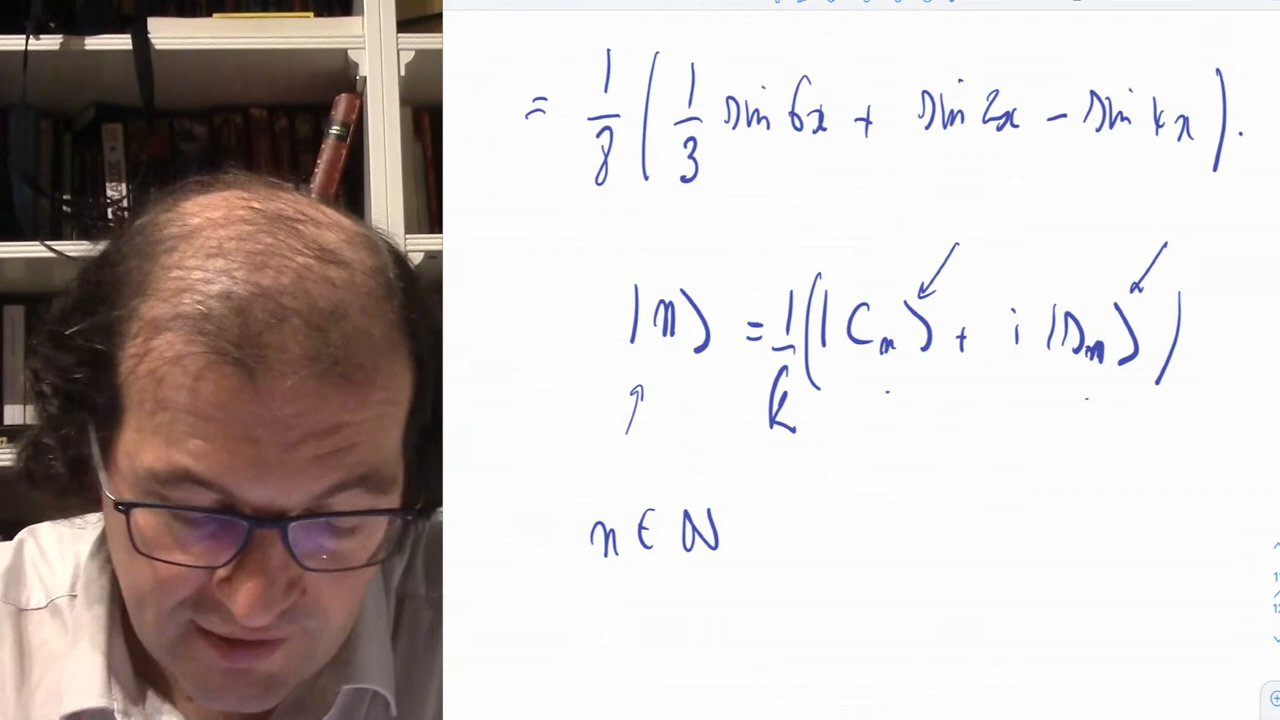 = 1/8 ( 1/3 sin 6x + sin 2x - sin 4x ).
|n⟩ = 1/k ( |Cn⟩ + i |Dn⟩ )
n ∈ N